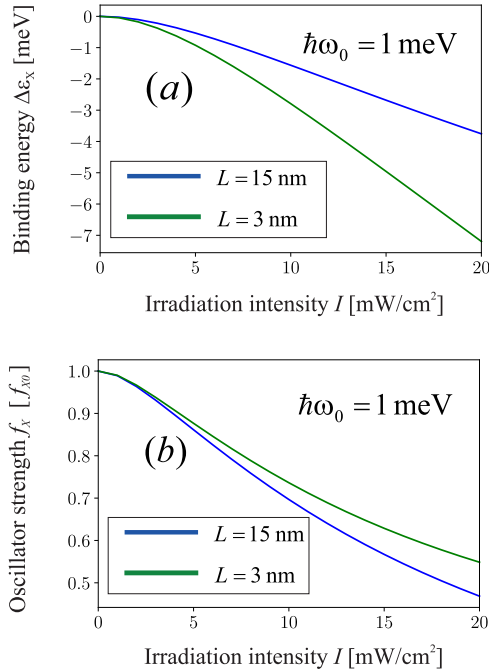 0
−1
−2
−3
−4
−5
−6
−7
Binding energy Δε_X [meV]
ℏω₀ = 1 meV
(a)
L = 15 nm
L = 3 nm
0 5 10 15 20
Irradiation intensity I [mW/cm²]
1.0
0.9
0.8
0.7
0.6
0.5
Oscillator strength f_X [f_X0]
ℏω₀ = 1 meV
(b)
L = 15 nm
L = 3 nm
0 5 10 15 20
Irradiation intensity I [mW/cm²]